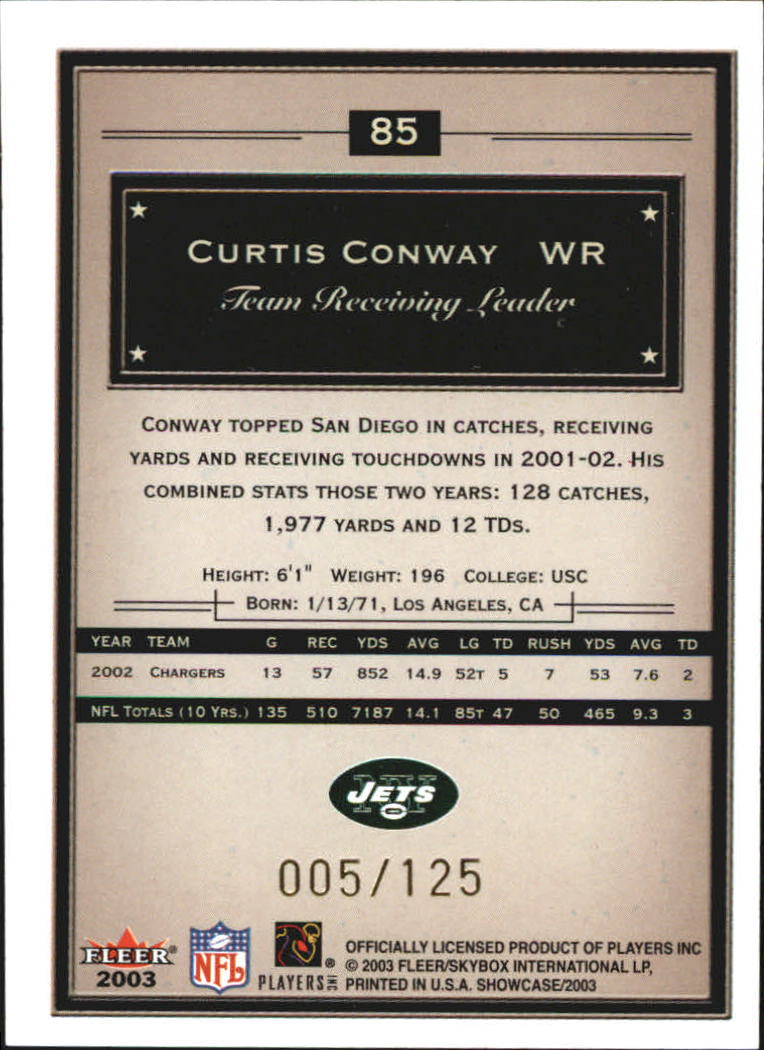 85
CURTIS CONWAY WR
Team Receiving Leader
CONWAY TOPPED SAN DIEGO IN CATCHES, RECEIVING
YARDS AND RECEIVING TOUCHDOWNS IN 2001-02. HIS
COMBINED STATS THOSE TWO YEARS: 128 CATCHES,
1,977 YARDS AND 12 TDS.
HEIGHT: 6'1" WEIGHT: 196 COLLEGE: USC
BORN: 1/13/71, LOS ANGELES, CA
YEAR TEAM G REC YDS AVG LG TD RUSH YDS AVG TD
2002 CHARGERS 13 57 852 14.9 52T 5 7 53 7.6 2
NFL TOTALS (10 YRS.) 135 510 7187 14.1 85T 47 50 465 9.3 3
NY JETS
005/125
FLEER®
2003
NFL
PLAYERS INC ®
OFFICIALLY LICENSED PRODUCT OF PLAYERS INC
© 2003 FLEER/SKYBOX INTERNATIONAL LP,
PRINTED IN U.S.A. SHOWCASE/2003